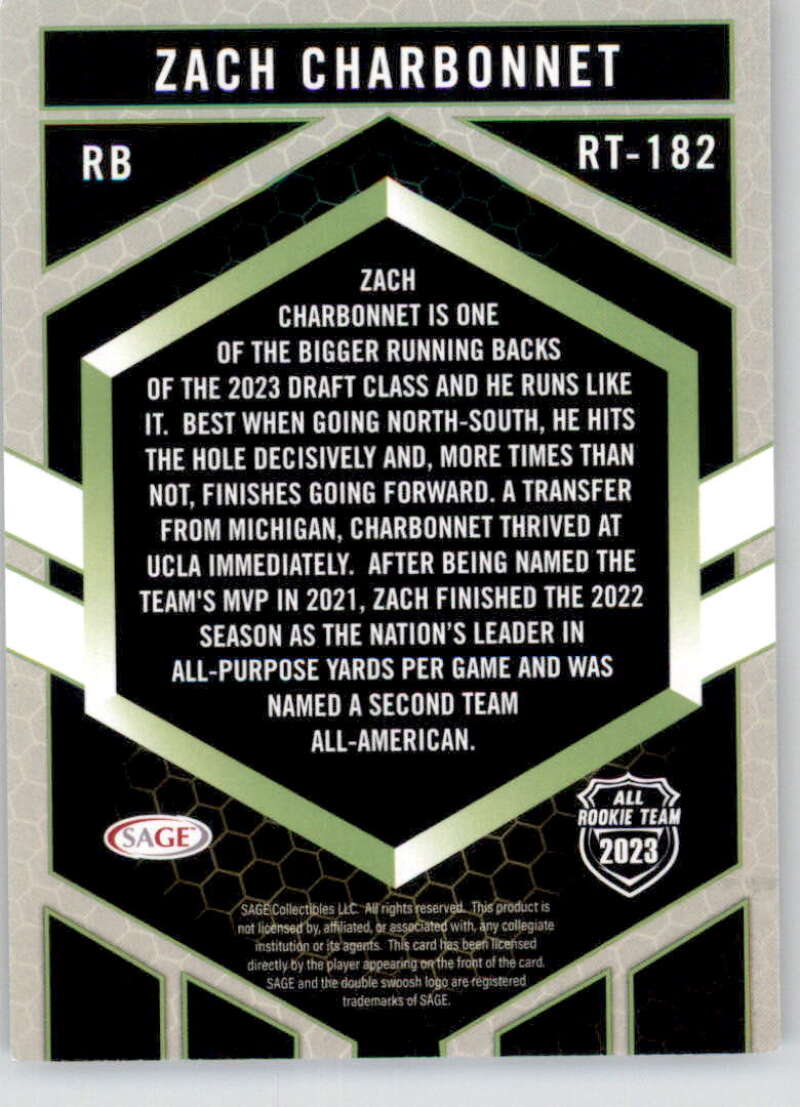 ZACH CHARBONNET
RB
RT-182
ZACH
CHARBONNET IS ONE
OF THE BIGGER RUNNING BACKS
OF THE 2023 DRAFT CLASS AND HE RUNS LIKE
IT. BEST WHEN GOING NORTH-SOUTH, HE HITS
THE HOLE DECISIVELY AND, MORE TIMES THAN
NOT, FINISHES GOING FORWARD. A TRANSFER
FROM MICHIGAN, CHARBONNET THRIVED AT
UCLA IMMEDIATELY. AFTER BEING NAMED THE
TEAM'S MVP IN 2021, ZACH FINISHED THE 2022
SEASON AS THE NATION'S LEADER IN
ALL-PURPOSE YARDS PER GAME AND WAS
NAMED A SECOND TEAM
ALL-AMERICAN.
SAGE™
ALL
ROOKIE TEAM
2023
SAGE Collectibles LLC. All rights reserved. This product is
not licensed by, affiliated, or associated with, any collegiate
institution or its agents. This card has been licensed
directly by the player appearing on the front of the card.
SAGE and the double swoosh logo are registered
trademarks of SAGE.